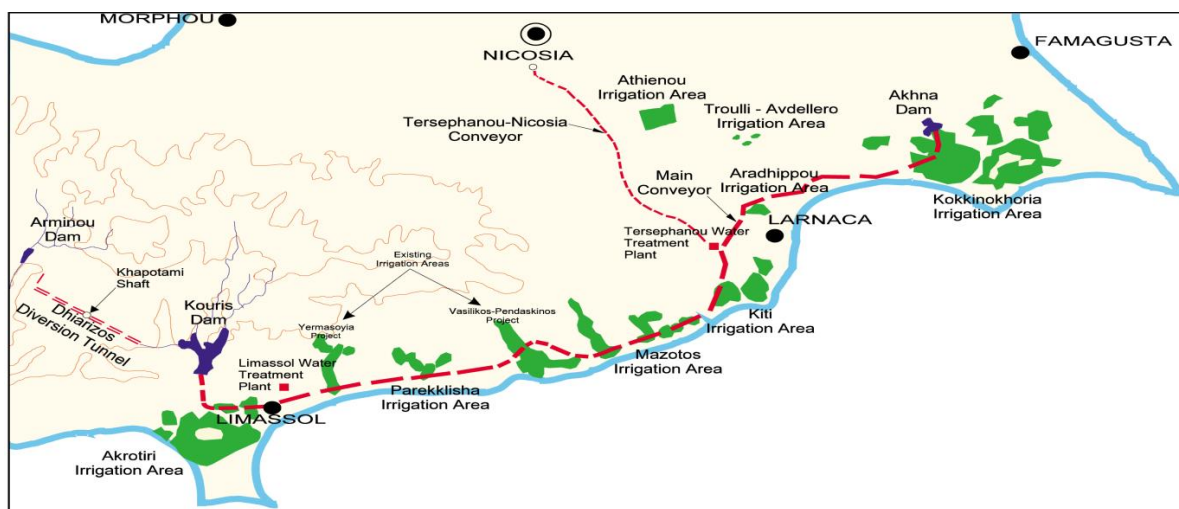 MORPHOU
NICOSIA
FAMAGUSTA
Athienou
Irrigation Area
Troulli - Avdellero
Irrigation Area
Akhna
Dam
Tersephanou-Nicosia
Conveyor
Main
Conveyor
Aradhippou
Irrigation Area
Kokkinokhoria
Irrigation Area
LARNACA
Tersephanou Water
Treatment
Plant
Arminou
Dam
Khapotami
Shaft
Dhiarizos
Diversion Tunnel
Kouris
Dam
Existing
Irrigation Areas
Yermasoyia
Project
Vasilikos-Pendaskinos
Project
Kiti
Irrigation Area
Limassol Water
Treatment
Plant
Mazotos
Irrigation Area
Parekklisha
Irrigation Area
LIMASSOL
Akrotiri
Irrigation Area